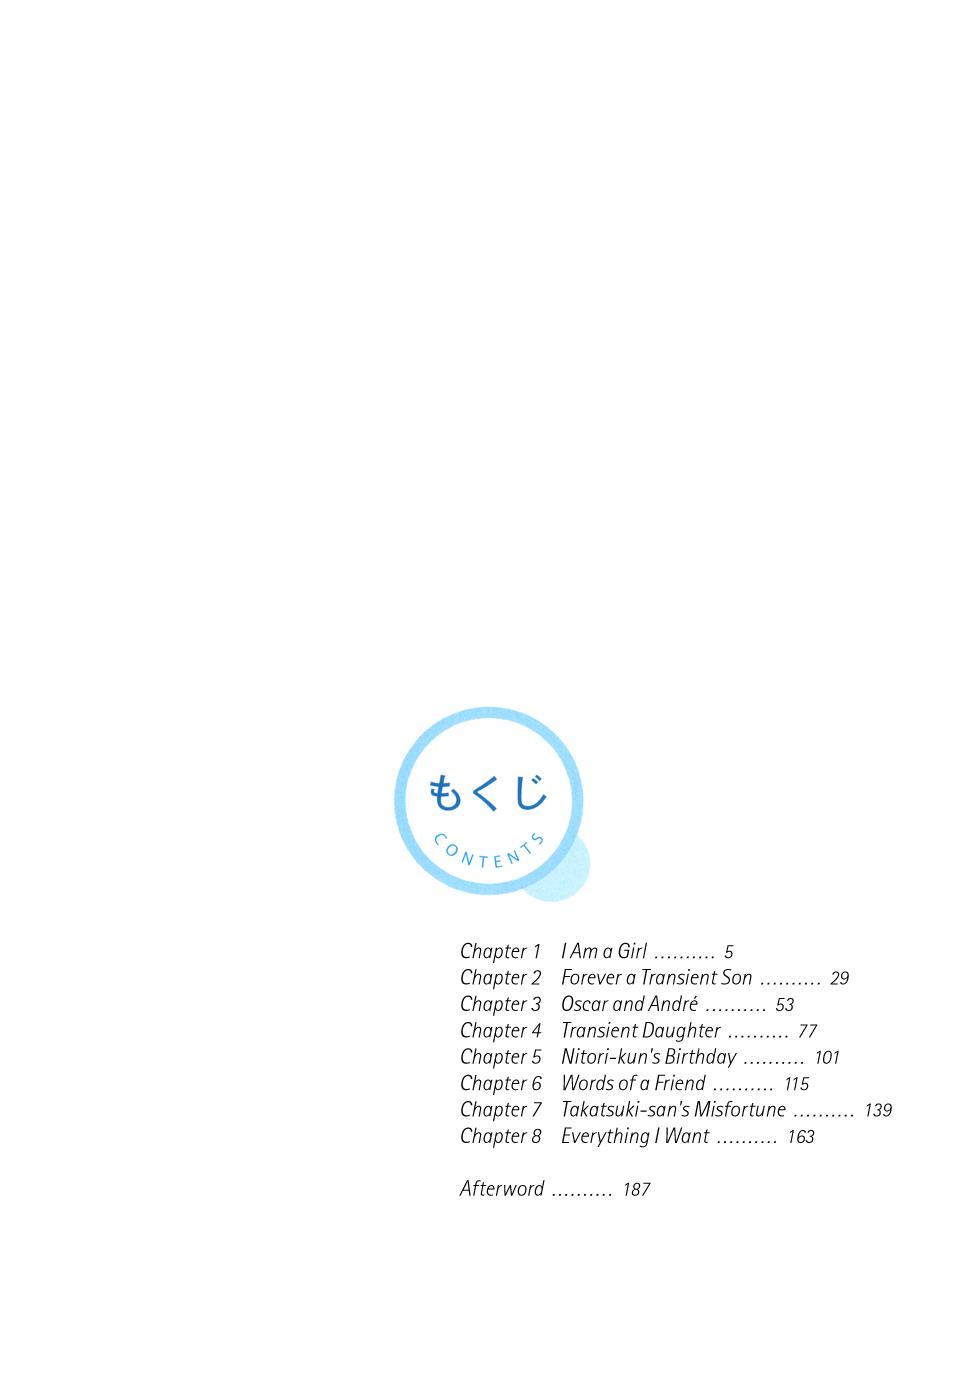 もくじ
CONTENTS
Chapter 1 I Am a Girl .......... 5
Chapter 2 Forever a Transient Son .......... 29
Chapter 3 Oscar and André .......... 53
Chapter 4 Transient Daughter .......... 77
Chapter 5 Nitori-kun's Birthday .......... 101
Chapter 6 Words of a Friend .......... 115
Chapter 7 Takatsuki-san's Misfortune .......... 139
Chapter 8 Everything I Want .......... 163
Afterword .......... 187